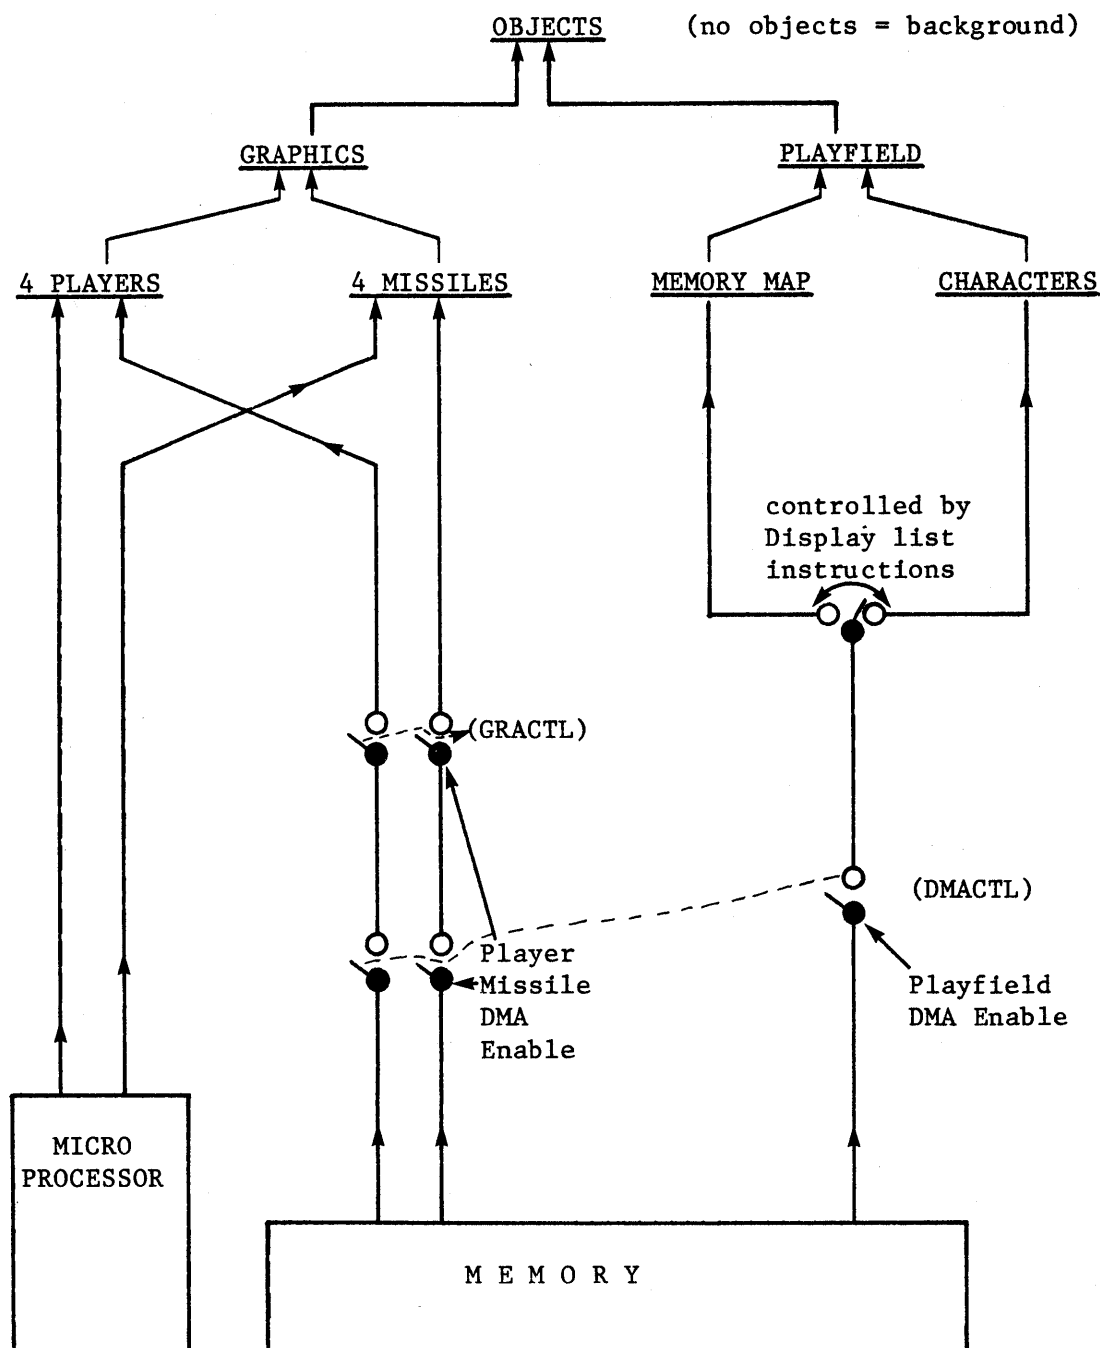 OBJECTS (no objects = background)
GRAPHICS
PLAYFIELD
4 PLAYERS
4 MISSILES
MEMORY MAP
CHARACTERS
controlled by
Display list
instructions
(GRACTL)
(DMACTL)
Player
Missile
DMA
Enable
Playfield
DMA Enable
MICRO
PROCESSOR
MEMORY